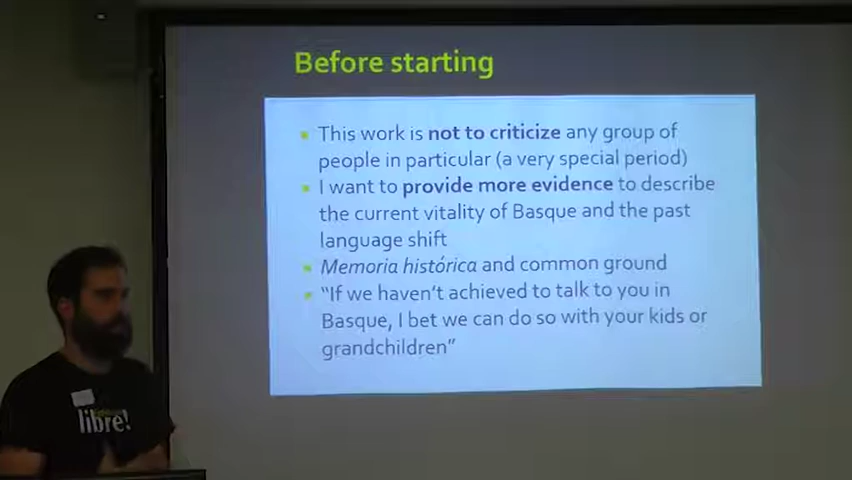 Before starting
This work is not to criticize any group of
people in particular (a very special period)
I want to provide more evidence to describe
the current vitality of Basque and the past
language shift
Memoria histórica and common ground
“If we haven’t achieved to talk to you in
Basque, I bet we can do so with your kids or
grandchildren”
libre!